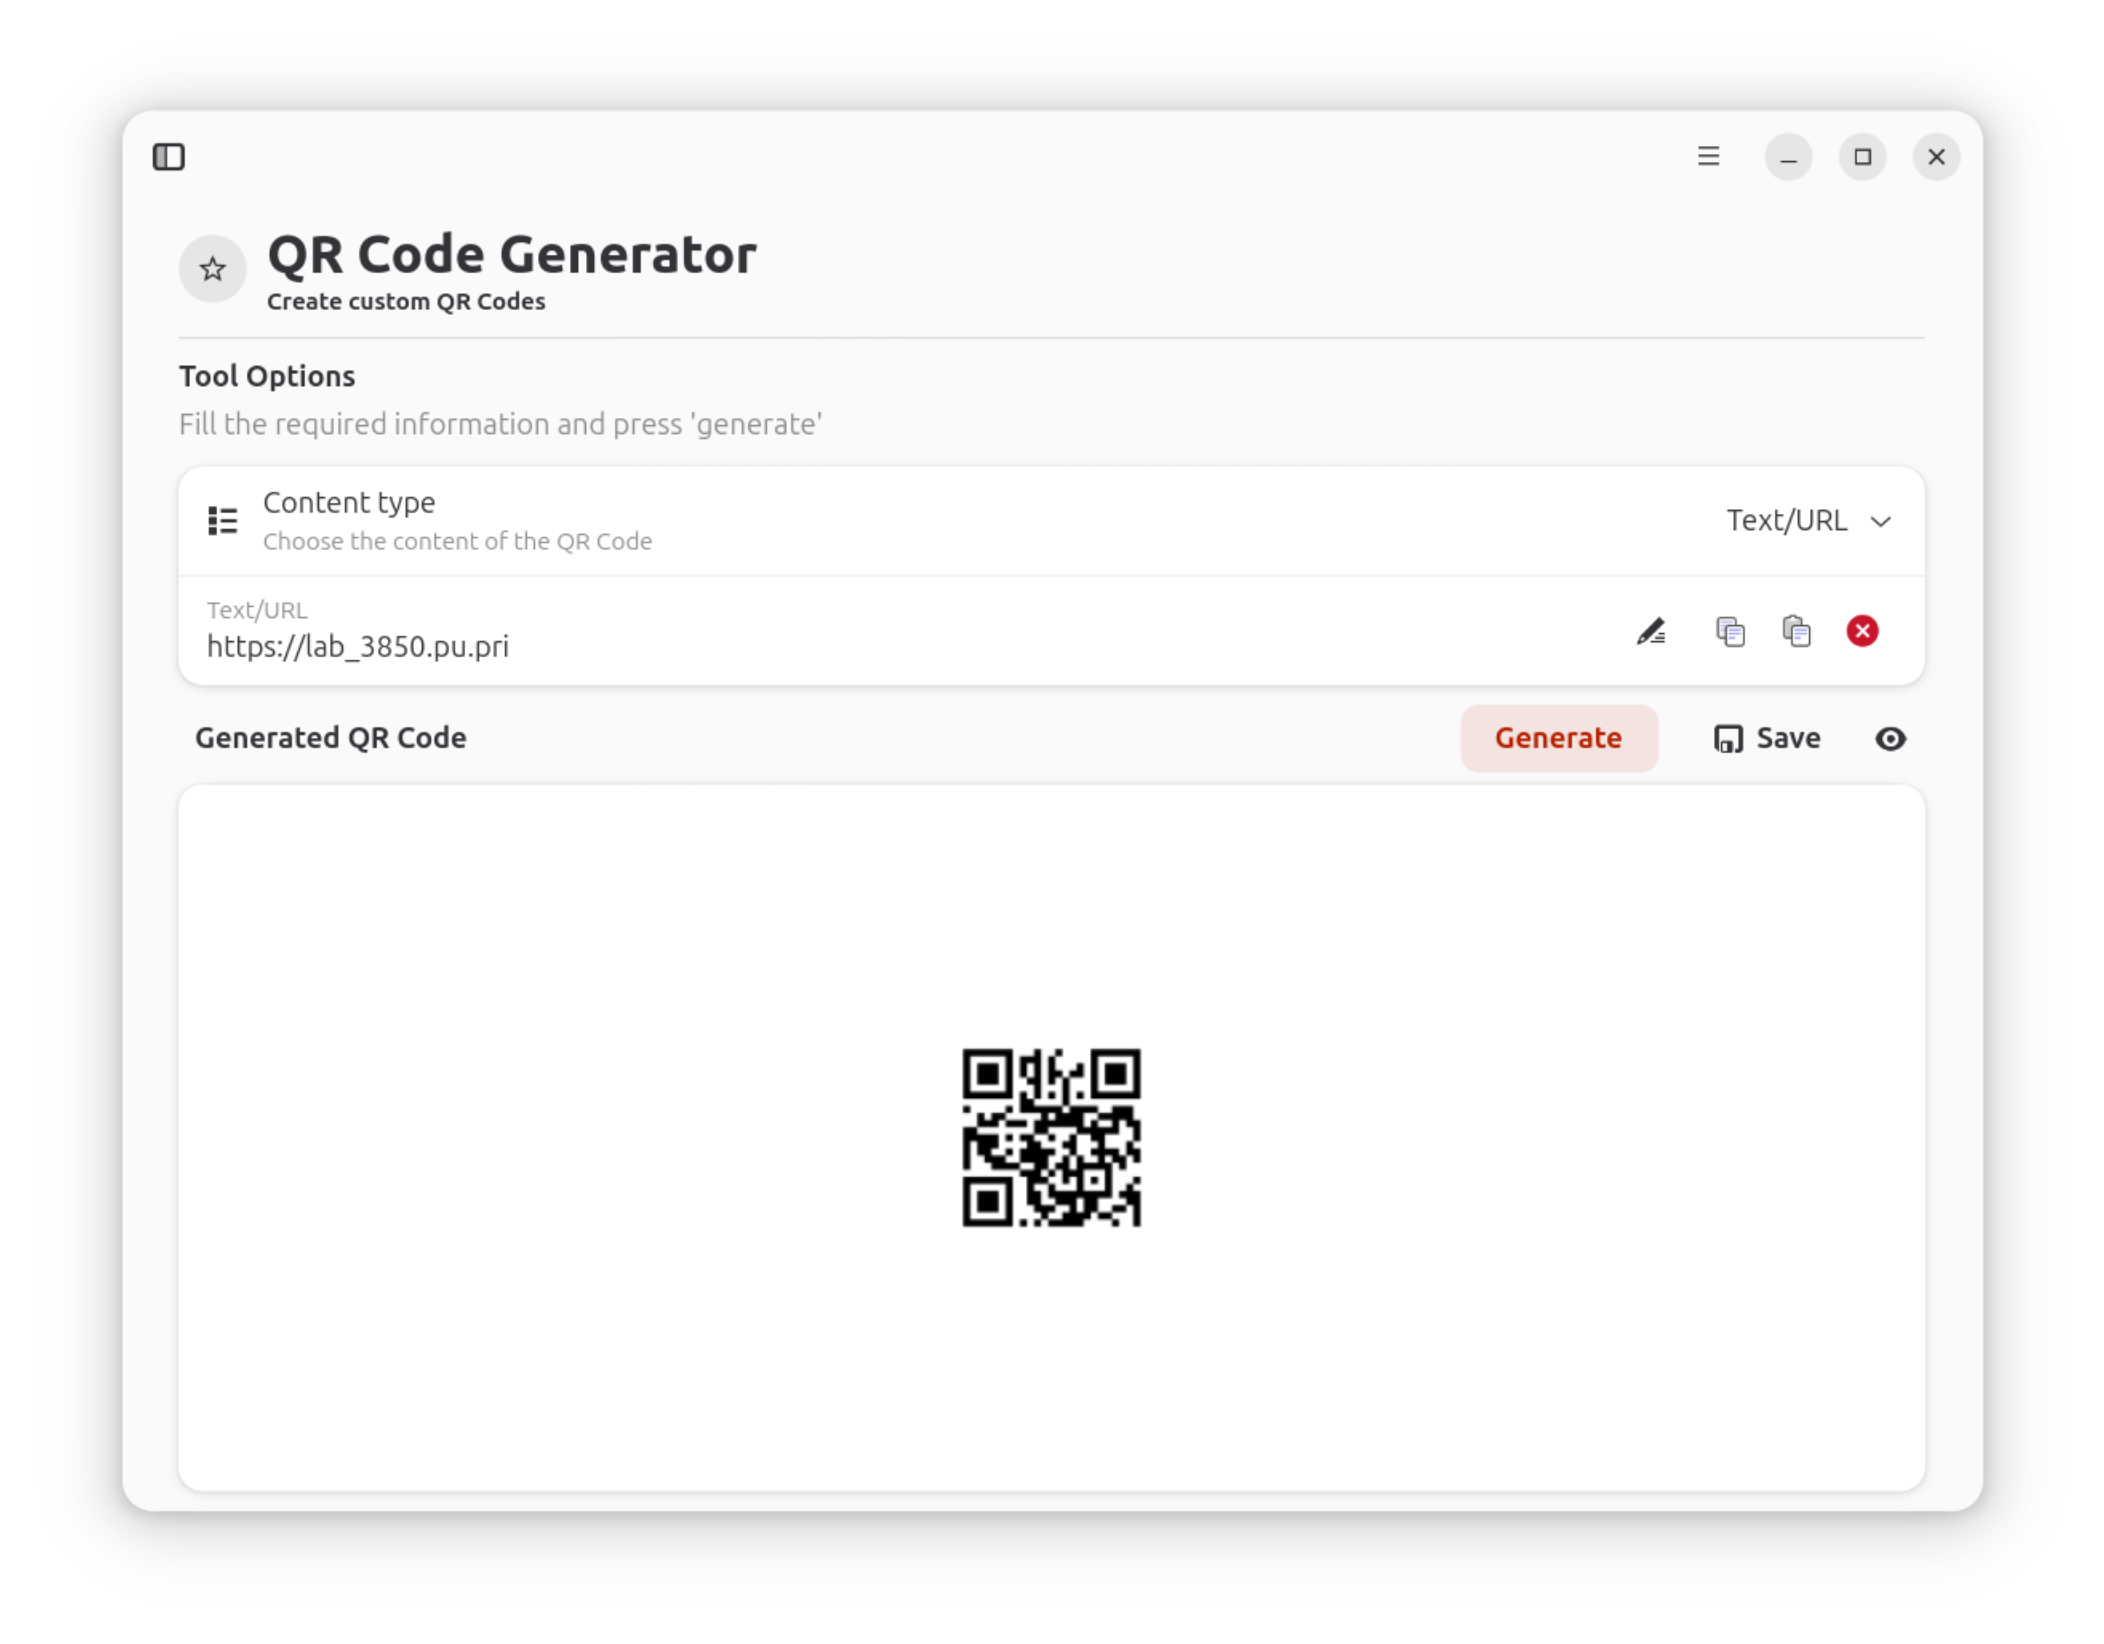 QR Code Generator
Create custom QR Codes
Tool Options
Fill the required information and press 'generate'
Content type
Choose the content of the QR Code
Text/URL
Text/URL
https://lab_3850.pu.pri
Generated QR Code
Generate
Save